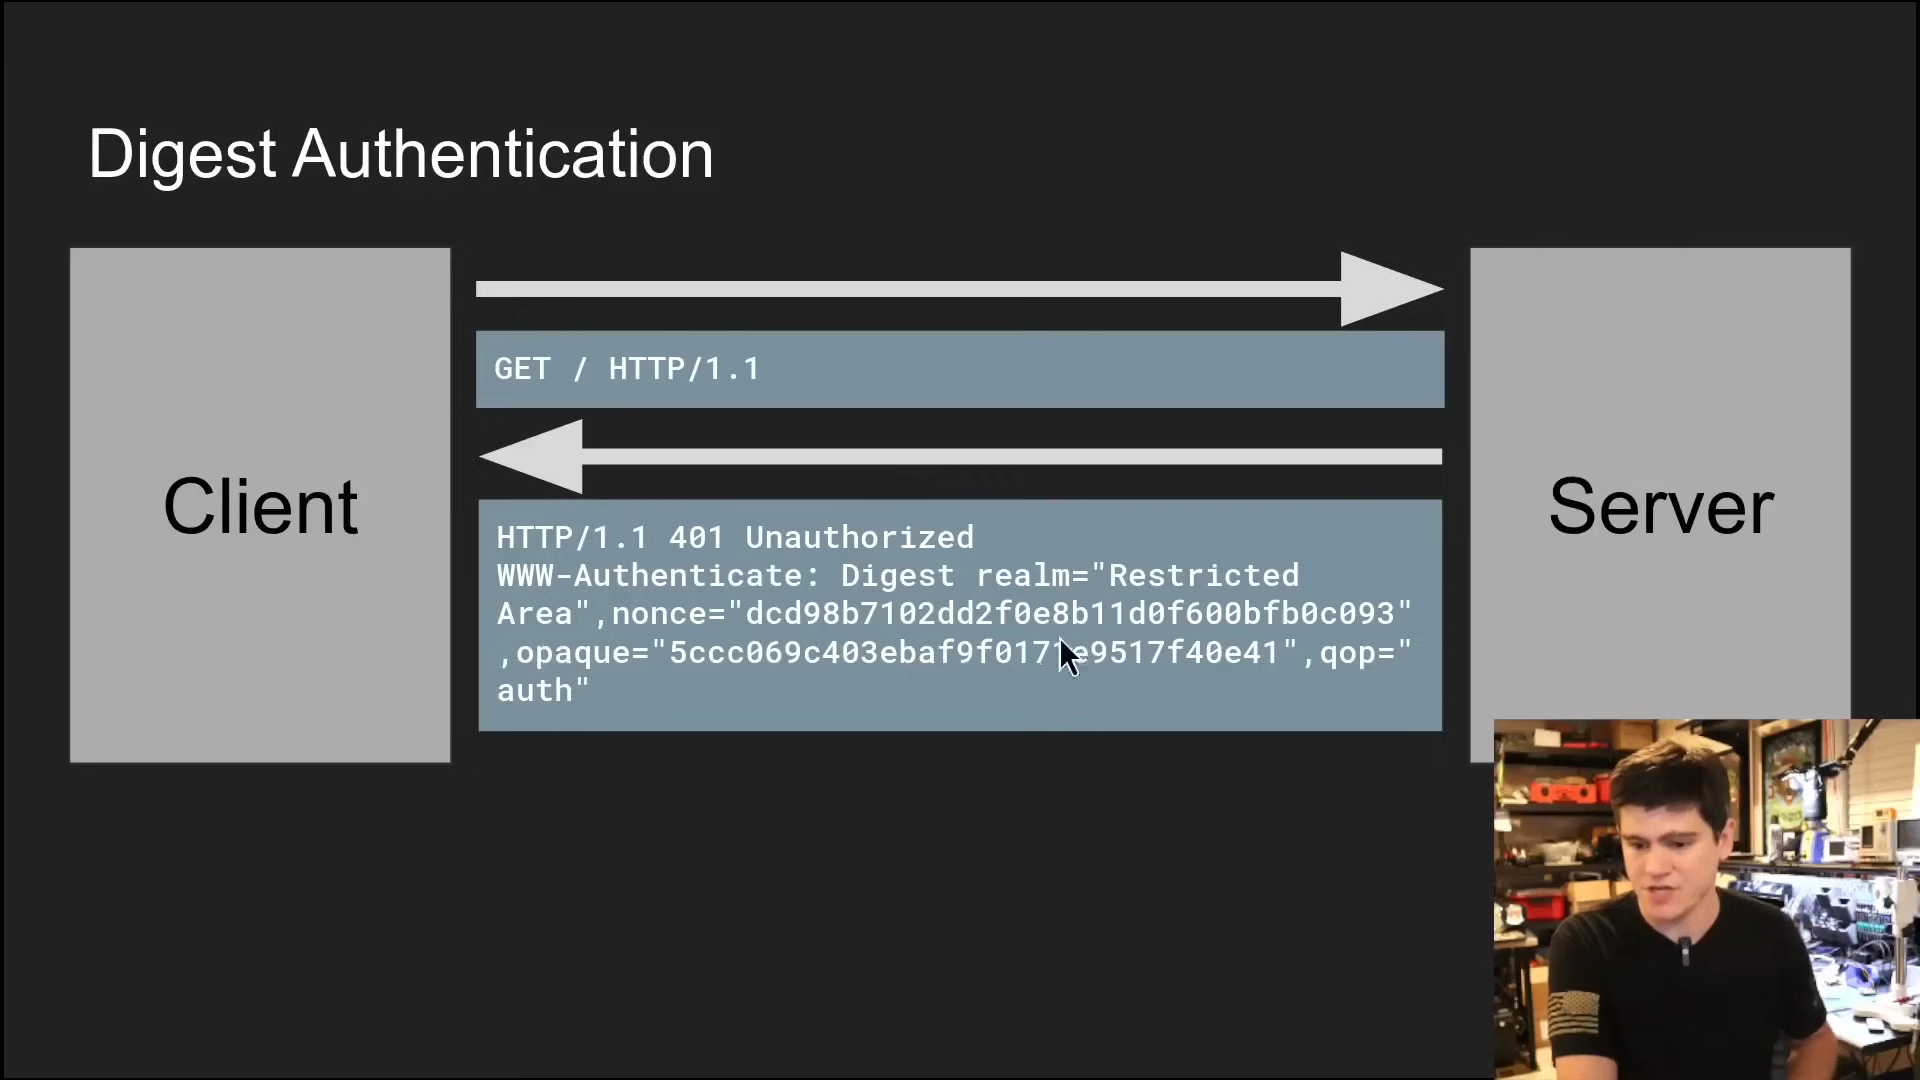 Digest Authentication
GET / HTTP/1.1
Client
Server
HTTP/1.1 401 Unauthorized
WWW-Authenticate: Digest realm="Restricted
Area",nonce="dcd98b7102dd2f0e8b11d0f600bfb0c093"
,opaque="5ccc069c403ebaf9f0171e9517f40e41",qop="
auth"